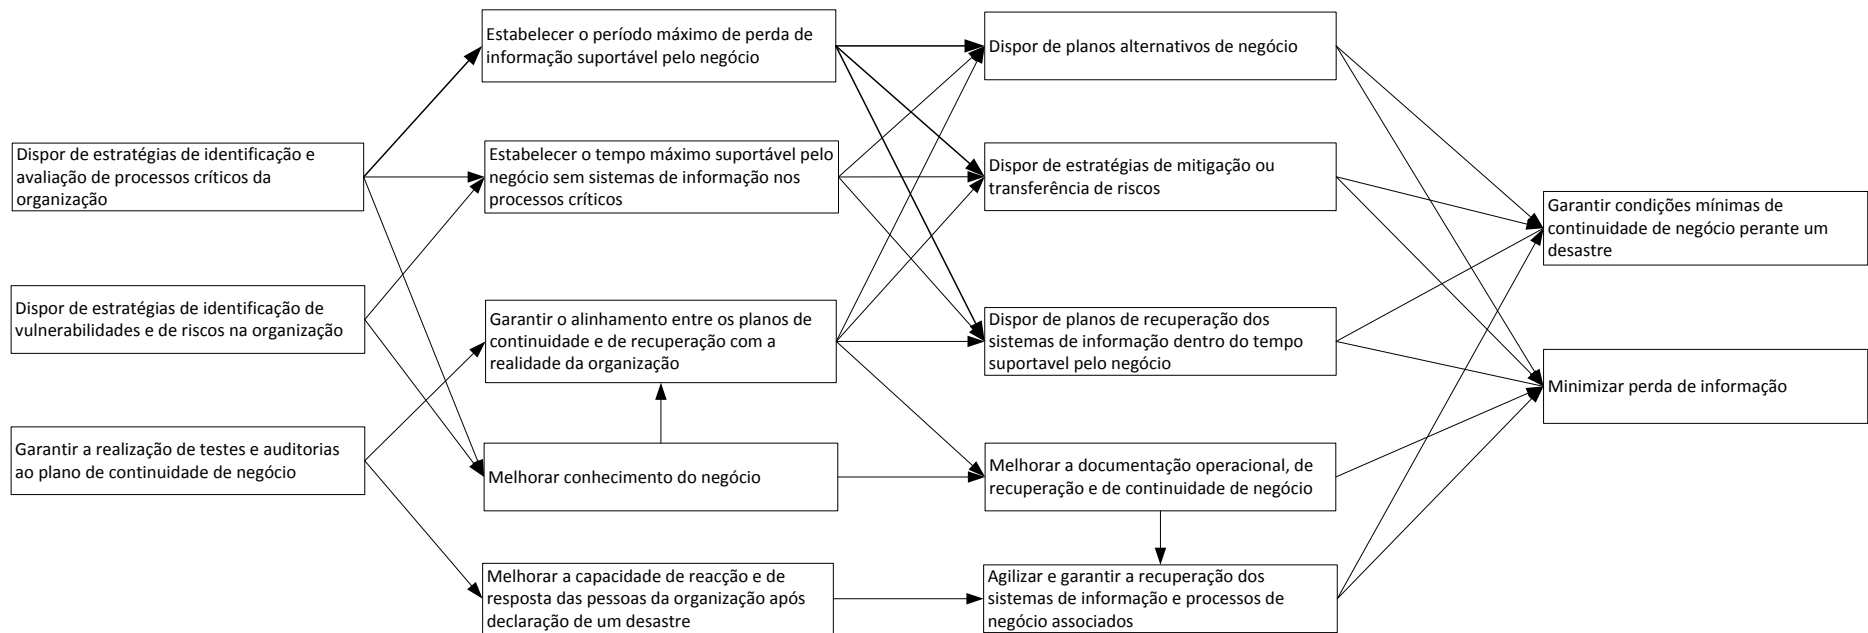 Estabelecer o período máximo de perda de
informação suportável pelo negócio
Dispor de planos alternativos de negócio
Dispor de estratégias de identificação e
avaliação de processos críticos da
organização
Estabelecer o tempo máximo suportável pelo
negócio sem sistemas de informação nos
processos críticos
Dispor de estratégias de mitigação ou
transferência de riscos
Garantir condições mínimas de
continuidade de negócio perante um
desastre
Dispor de estratégias de identificação de
vulnerabilidades e de riscos na organização
Garantir o alinhamento entre os planos de
continuidade e de recuperação com a
realidade da organização
Dispor de planos de recuperação dos
sistemas de informação dentro do tempo
suportavel pelo negócio
Minimizar perda de informação
Garantir a realização de testes e auditorias
ao plano de continuidade de negócio
Melhorar conhecimento do negócio
Melhorar a documentação operacional, de
recuperação e de continuidade de negócio
Melhorar a capacidade de reacção e de
resposta das pessoas da organização após
declaração de um desastre
Agilizar e garantir a recuperação dos
sistemas de informação e processos de
negócio associados